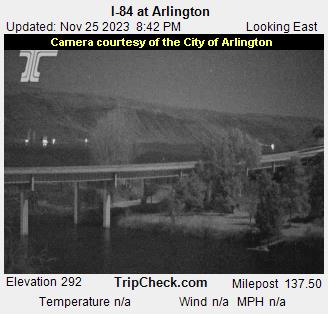 I-84 at Arlington
Updated: Nov 25 2023 8:42 PM Looking East
Camera courtesy of the City of Arlington
Elevation 292 TripCheck.com Milepost 137.50
Temperature n/a Wind n/a MPH n/a